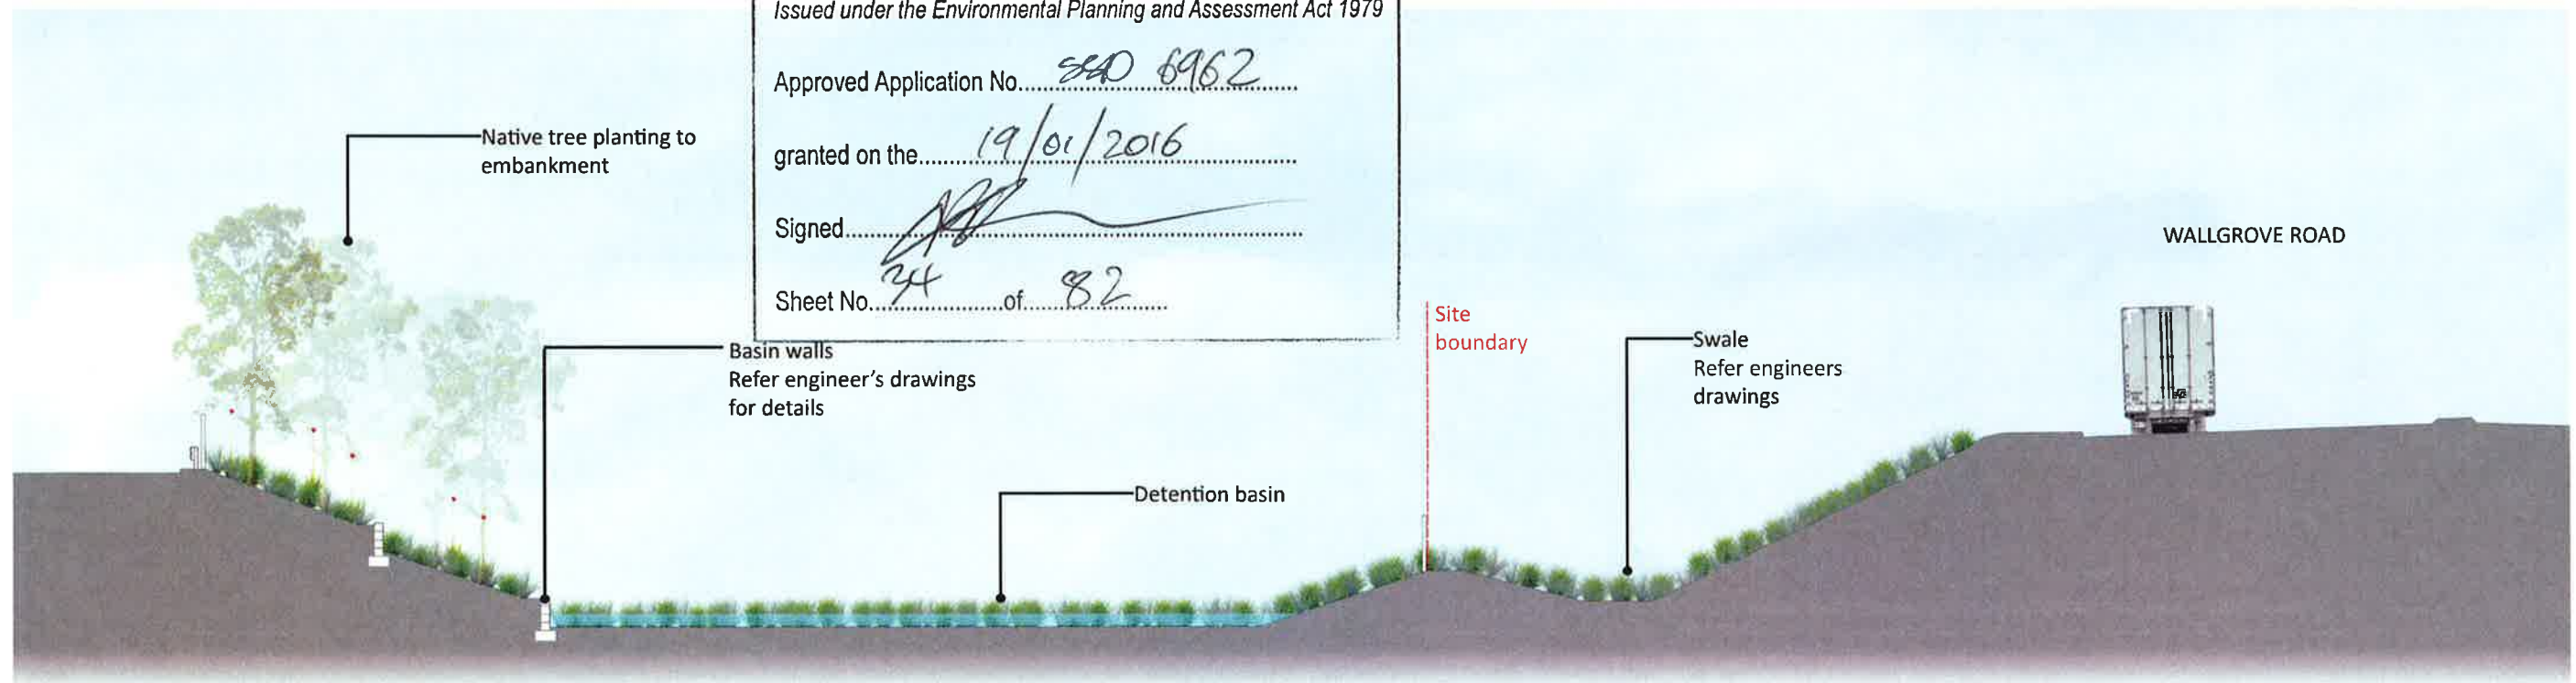 Issued under the Environmental Planning and Assessment Act 1979
Approved Application No. SSD 6962
granted on the 19/01/2016
Signed
Sheet No. 34 of 82
Native tree planting to
embankment
Basin walls
Refer engineer's drawings
for details
Detention basin
Site
boundary
Swale
Refer engineers
drawings
WALLGROVE ROAD